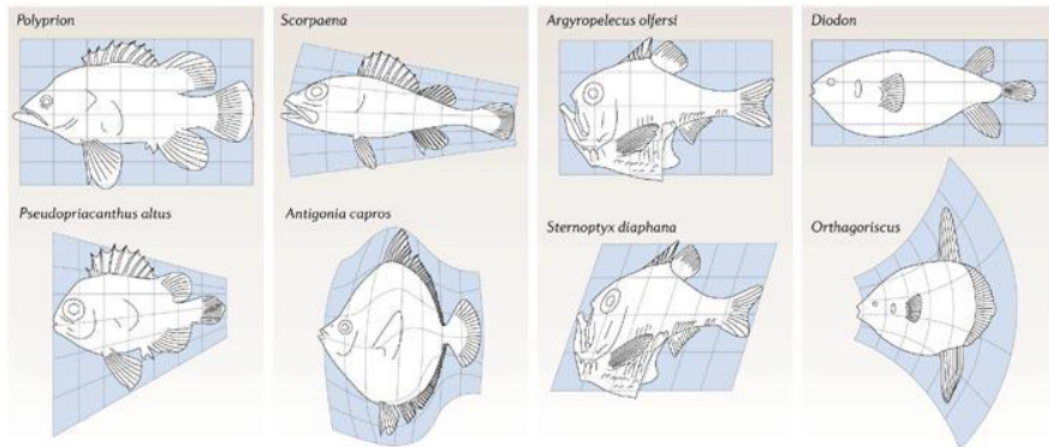 Polyprion
Scorpaena
Argyropelecus olfersi
Diodon
Pseudopriacanthus altus
Antigonia capros
Sternoptyx diaphana
Orthagoriscus